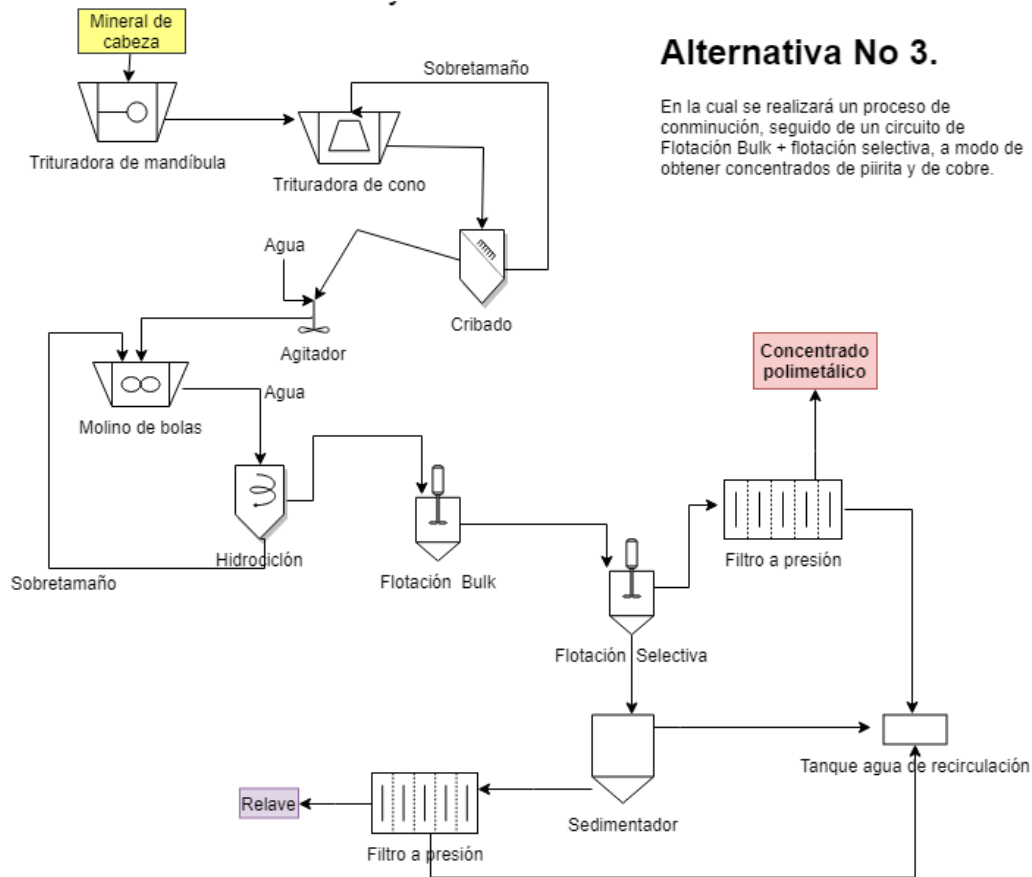 Mineral de
cabeza
Alternativa No 3.
En la cual se realizará un proceso de
conminución, seguido de un circuito de
Flotación Bulk + flotación selectiva, a modo de
obtener concentrados de piirita y de cobre.
Sobretamaño
Trituradora de mandíbula
Trituradora de cono
Agua
Cribado
Agitador
Concentrado
polimetálico
Agua
Molino de bolas
Hidrociclón
Filtro a presión
Sobretamaño
Flotación Bulk
Flotación Selectiva
Tanque agua de recirculación
Relave
Sedimentador
Filtro a presión